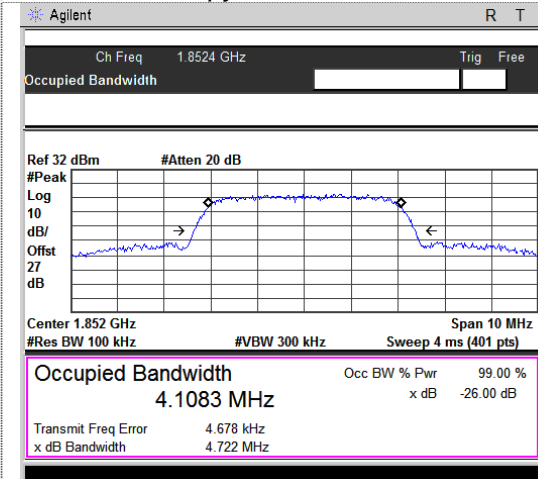 Agilent R T
Ch Freq 1.8524 GHz Trig Free
Occupied Bandwidth
Ref 32 dBm #Atten 20 dB
#Peak
Log
10
dB/
Offst
27
dB
Center 1.852 GHz Span 10 MHz
#Res BW 100 kHz #VBW 300 kHz Sweep 4 ms (401 pts)
Occupied Bandwidth Occ BW % Pwr 99.00 %
4.1083 MHz x dB -26.00 dB
Transmit Freq Error 4.678 kHz
x dB Bandwidth 4.722 MHz